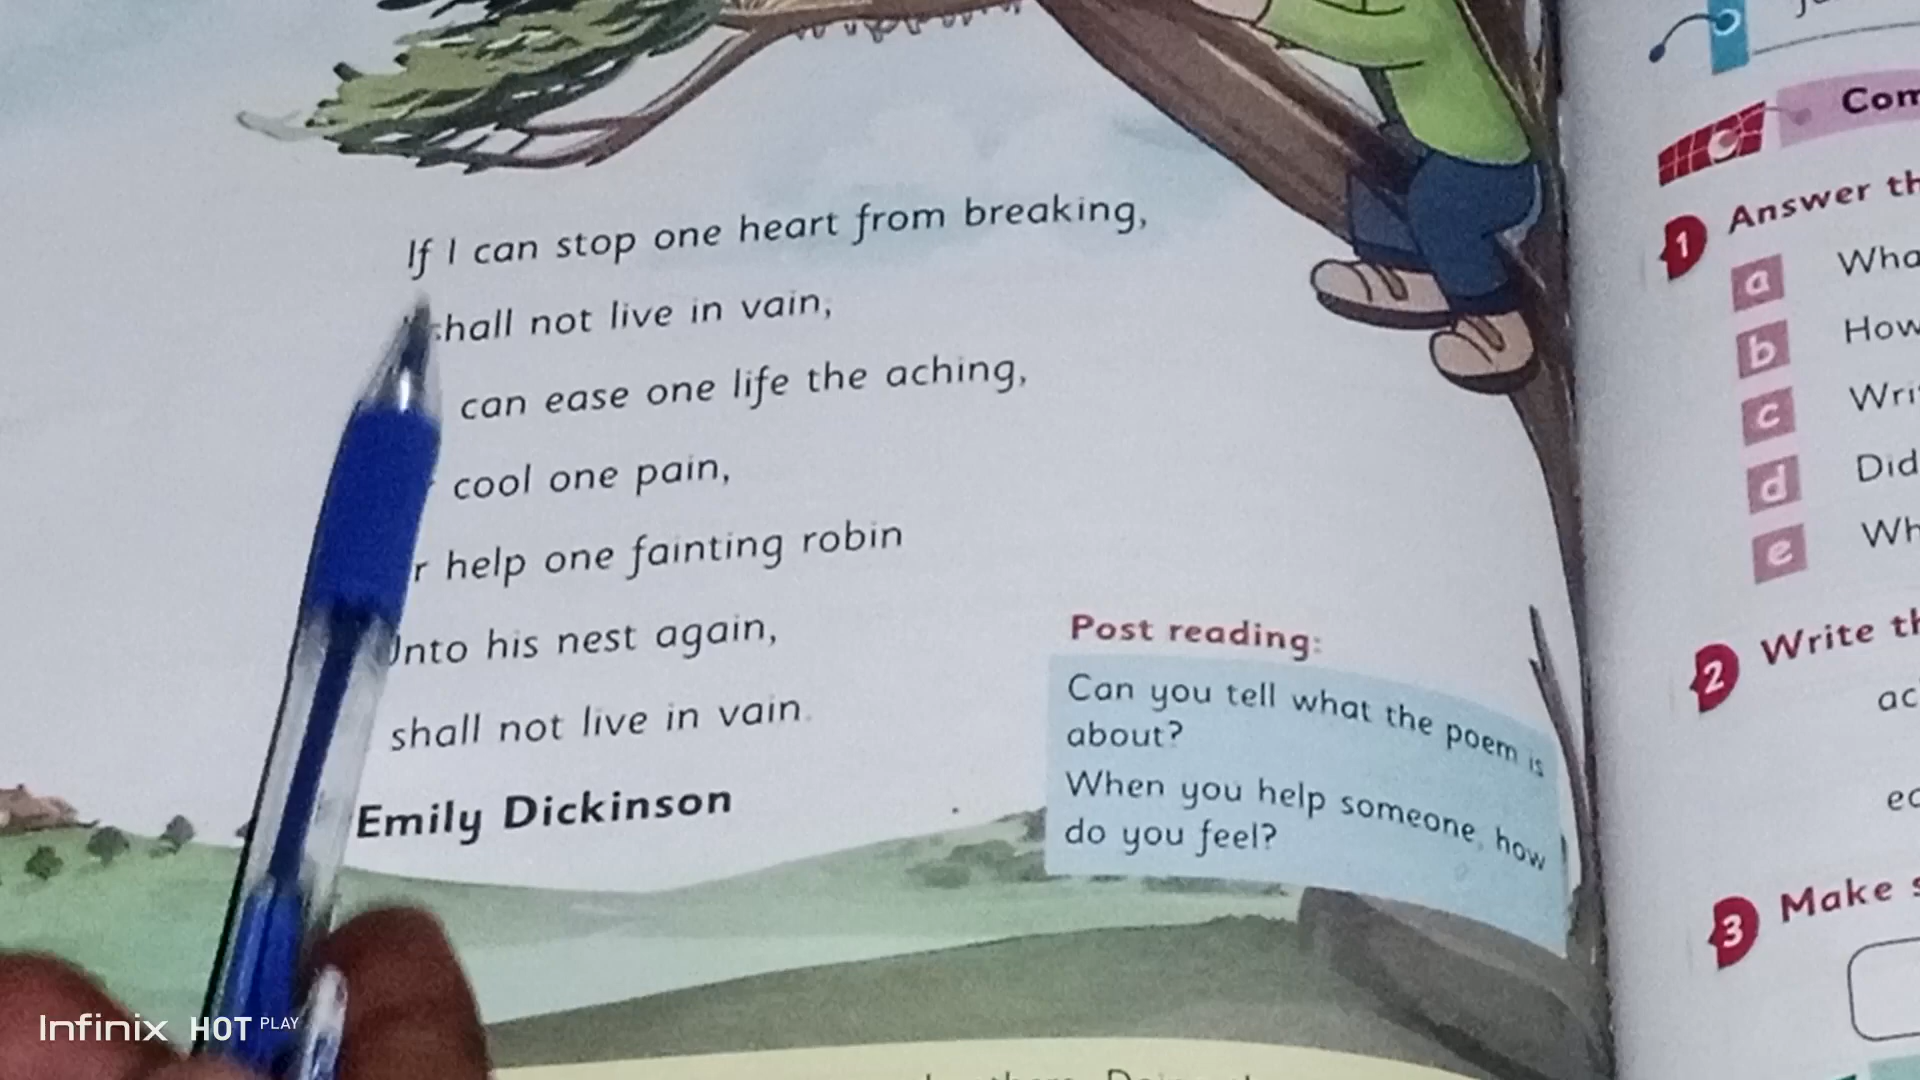 If I can stop one heart from breaking,
shall not live in vain;
can ease one life the aching,
cool one pain,
r help one fainting robin
Unto his nest again,
shall not live in vain.
Emily Dickinson
Post reading:
Can you tell what the poem is
about?
When you help someone, how
do you feel?
Com
1 Answer th
a Wha
b How
c Wri
d Did
e Wh
2 Write th
ac
3 Make s
Infinix HOT PLAY